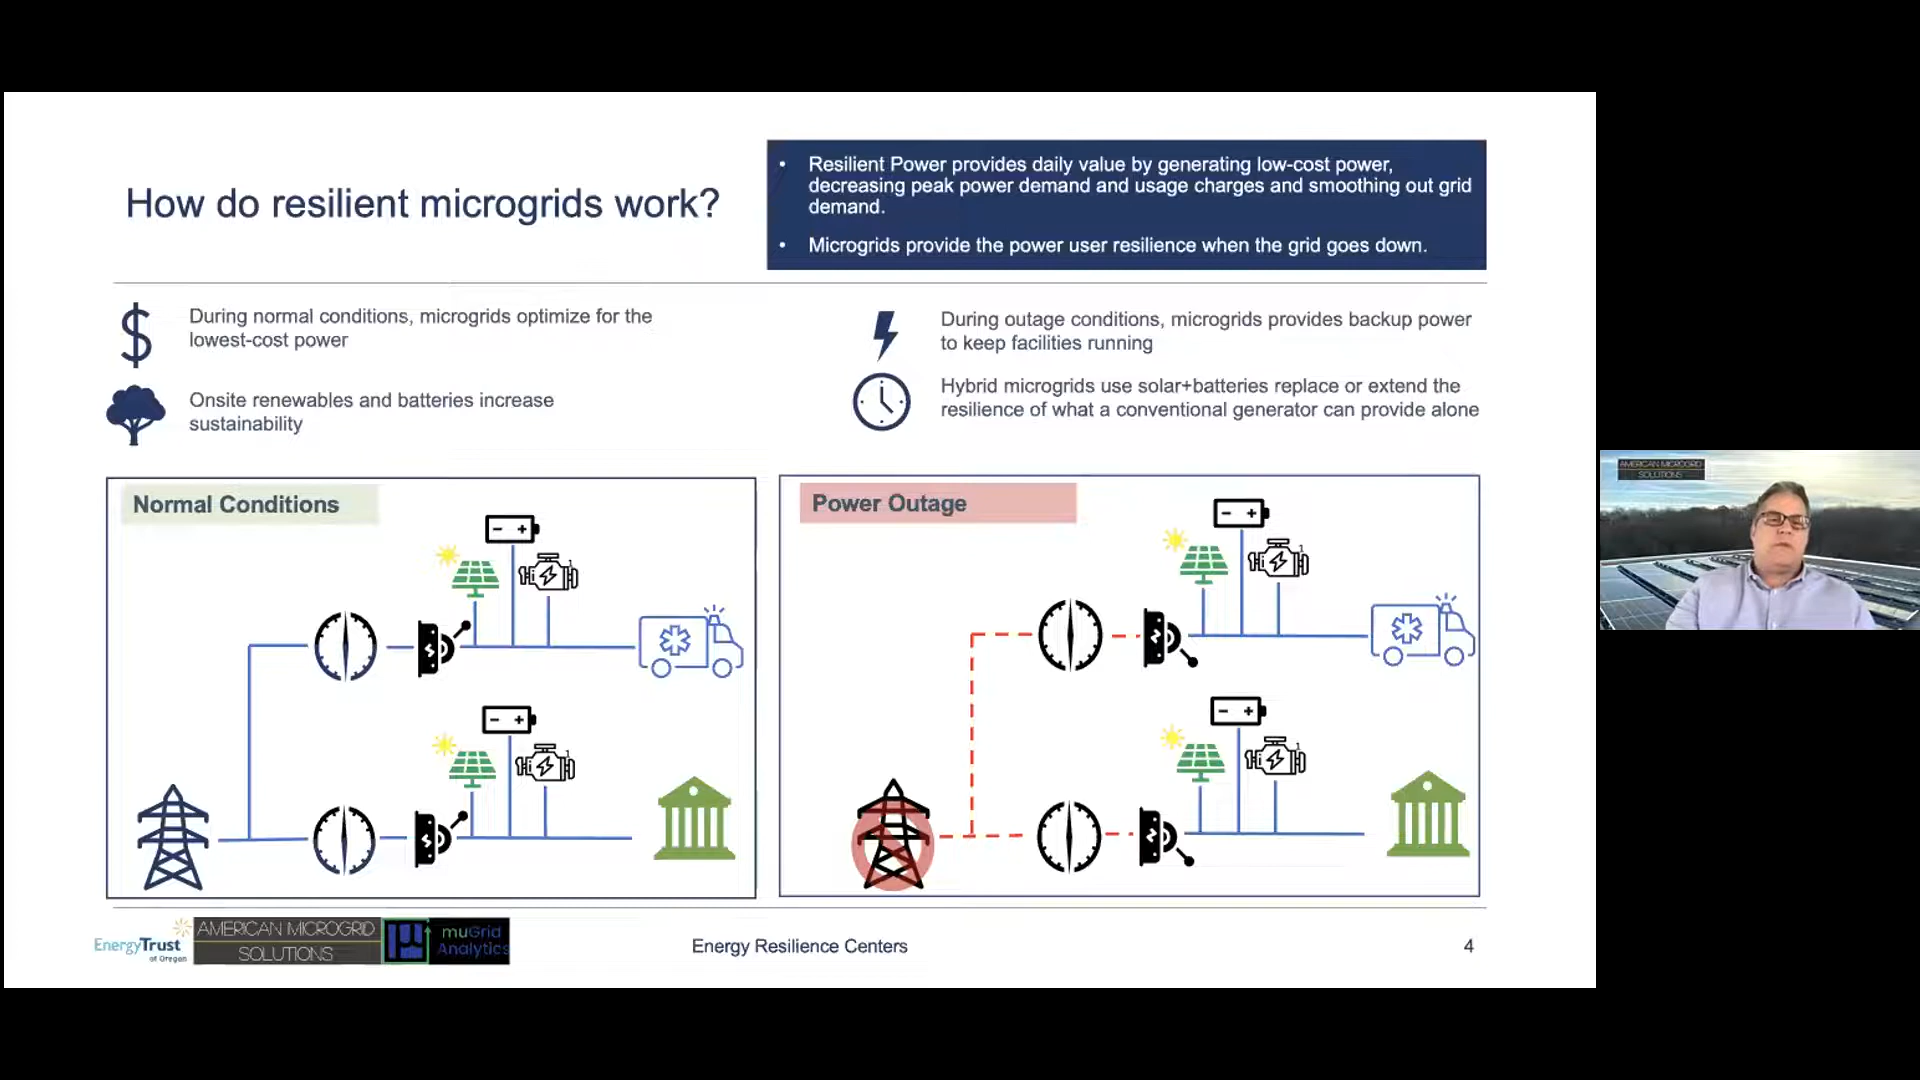 How do resilient microgrids work?
• Resilient Power provides daily value by generating low-cost power,
decreasing peak power demand and usage charges and smoothing out grid
demand.
• Microgrids provide the power user resilience when the grid goes down.
During normal conditions, microgrids optimize for the
lowest-cost power
Onsite renewables and batteries increase
sustainability
During outage conditions, microgrids provides backup power
to keep facilities running
Hybrid microgrids use solar+batteries replace or extend the
resilience of what a conventional generator can provide alone
Normal Conditions
Power Outage
EnergyTrust
of Oregon
AMERICAN MICROGRID
SOLUTIONS
muGrid
Analytics
Energy Resilience Centers
4
AMERICAN MICROGRID
SOLUTIONS